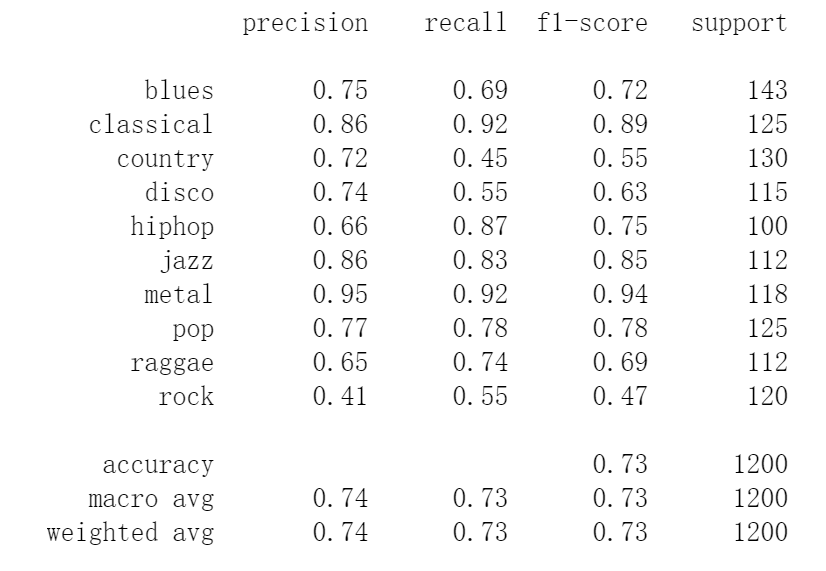 precision recall f1-score support
blues 0.75 0.69 0.72 143
classical 0.86 0.92 0.89 125
country 0.72 0.45 0.55 130
disco 0.74 0.55 0.63 115
hiphop 0.66 0.87 0.75 100
jazz 0.86 0.83 0.85 112
metal 0.95 0.92 0.94 118
pop 0.77 0.78 0.78 125
raggae 0.65 0.74 0.69 112
rock 0.41 0.55 0.47 120
accuracy 0.73 1200
macro avg 0.74 0.73 0.73 1200
weighted avg 0.74 0.73 0.73 1200